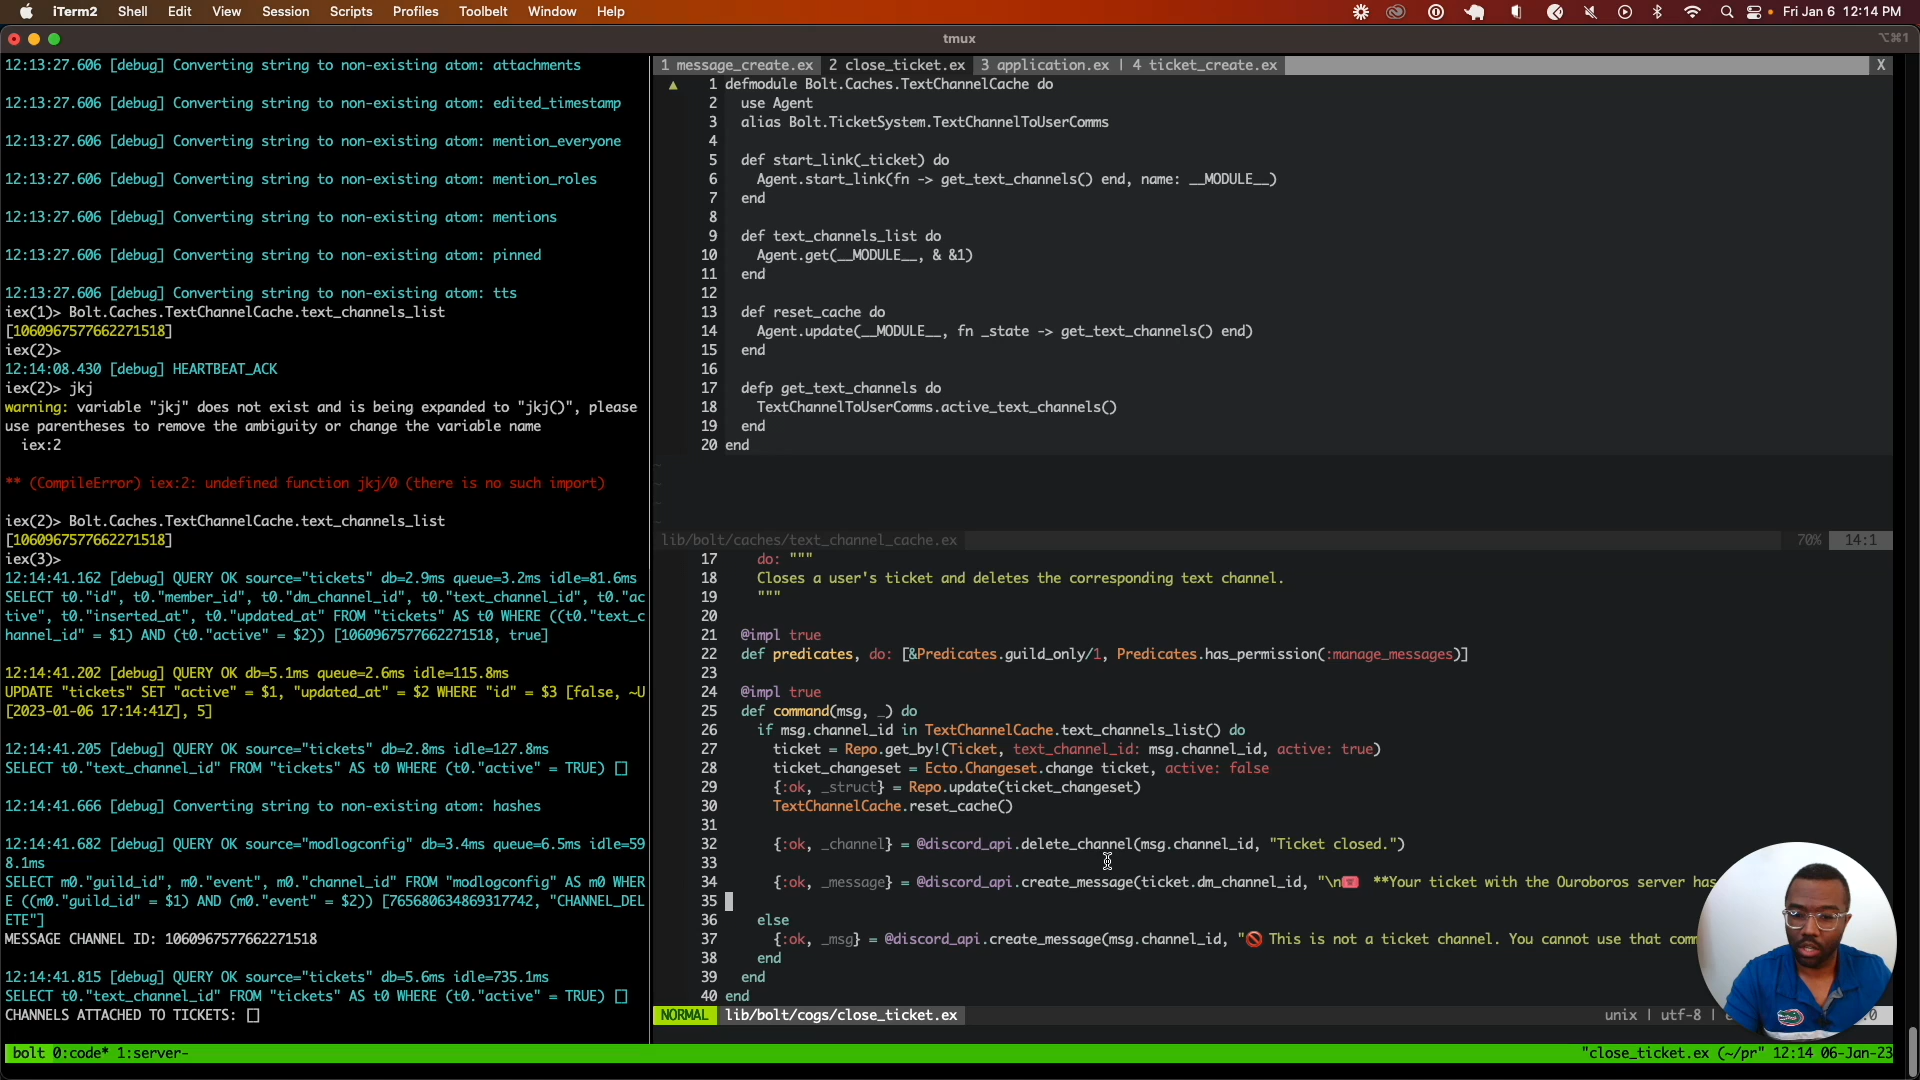 iTerm2 Shell Edit View Session Scripts Profiles Toolbelt Window Help Fri Jan 6 12:14 PM
tmux ⌥⌘1
12:13:27.606 [debug] Converting string to non-existing atom: attachments
12:13:27.606 [debug] Converting string to non-existing atom: edited_timestamp
12:13:27.606 [debug] Converting string to non-existing atom: mention_everyone
12:13:27.606 [debug] Converting string to non-existing atom: mention_roles
12:13:27.606 [debug] Converting string to non-existing atom: mentions
12:13:27.606 [debug] Converting string to non-existing atom: pinned
12:13:27.606 [debug] Converting string to non-existing atom: tts
iex(1)> Bolt.Caches.TextChannelCache.text_channels_list
[1060967577662271518]
iex(2)>
12:14:08.430 [debug] HEARTBEAT_ACK
iex(2)> jkj
warning: variable "jkj" does not exist and is being expanded to "jkj()", please
use parentheses to remove the ambiguity or change the variable name
iex:2
** (CompileError) iex:2: undefined function jkj/0 (there is no such import)
iex(2)> Bolt.Caches.TextChannelCache.text_channels_list
[1060967577662271518]
iex(3)>
12:14:41.162 [debug] QUERY OK source="tickets" db=2.9ms queue=3.2ms idle=81.6ms
SELECT t0."id", t0."member_id", t0."dm_channel_id", t0."text_channel_id", t0."ac
tive", t0."inserted_at", t0."updated_at" FROM "tickets" AS t0 WHERE ((t0."text_c
hannel_id" = $1) AND (t0."active" = $2)) [1060967577662271518, true]
12:14:41.202 [debug] QUERY OK db=5.1ms queue=2.6ms idle=115.8ms
UPDATE "tickets" SET "active" = $1, "updated_at" = $2 WHERE "id" = $3 [false, ~U
[2023-01-06 17:14:41Z], 5]
12:14:41.205 [debug] QUERY OK source="tickets" db=2.8ms idle=127.8ms
SELECT t0."text_channel_id" FROM "tickets" AS t0 WHERE (t0."active" = TRUE) []
12:14:41.666 [debug] Converting string to non-existing atom: hashes
12:14:41.682 [debug] QUERY OK source="modlogconfig" db=3.4ms queue=6.5ms idle=59
8.1ms
SELECT m0."guild_id", m0."event", m0."channel_id" FROM "modlogconfig" AS m0 WHER
E ((m0."guild_id" = $1) AND (m0."event" = $2)) [765680634869317742, "CHANNEL_DEL
ETE"]
MESSAGE CHANNEL ID: 1060967577662271518
12:14:41.815 [debug] QUERY OK source="tickets" db=5.6ms idle=735.1ms
SELECT t0."text_channel_id" FROM "tickets" AS t0 WHERE (t0."active" = TRUE) []
CHANNELS ATTACHED TO TICKETS: []
1 message_create.ex 2 close_ticket.ex 3 application.ex | 4 ticket_create.ex X
1 defmodule Bolt.Caches.TextChannelCache do
2 use Agent
3 alias Bolt.TicketSystem.TextChannelToUserComms
4
5 def start_link(_ticket) do
6 Agent.start_link(fn -> get_text_channels() end, name: __MODULE__)
7 end
8
9 def text_channels_list do
10 Agent.get(__MODULE__, & &1)
11 end
12
13 def reset_cache do
14 Agent.update(__MODULE__, fn _state -> get_text_channels() end)
15 end
16
17 defp get_text_channels do
18 TextChannelToUserComms.active_text_channels()
19 end
20 end
~
~
~
~
lib/bolt/caches/text_channel_cache.ex 70% 14:1
17 do: """
18 Closes a user's ticket and deletes the corresponding text channel.
19 """
20
21 @impl true
22 def predicates, do: [&Predicates.guild_only/1, Predicates.has_permission(:manage_messages)]
23
24 @impl true
25 def command(msg, _) do
26 if msg.channel_id in TextChannelCache.text_channels_list() do
27 ticket = Repo.get_by!(Ticket, text_channel_id: msg.channel_id, active: true)
28 ticket_changeset = Ecto.Changeset.change ticket, active: false
29 {:ok, _struct} = Repo.update(ticket_changeset)
30 TextChannelCache.reset_cache()
31
32 {:ok, _channel} = @discord_api.delete_channel(msg.channel_id, "Ticket closed.")
33
34 {:ok, _message} = @discord_api.create_message(ticket.dm_channel_id, "\n🎟 **Your ticket with the Ouroboros server has
35
36 else
37 {:ok, _msg} = @discord_api.create_message(msg.channel_id, "🚫 This is not a ticket channel. You cannot use that com
38 end
39 end
40 end
NORMAL lib/bolt/cogs/close_ticket.ex unix | utf-8 |
bolt 0:code* 1:server- "close_ticket.ex (~/pr" 12:14 06-Jan-23